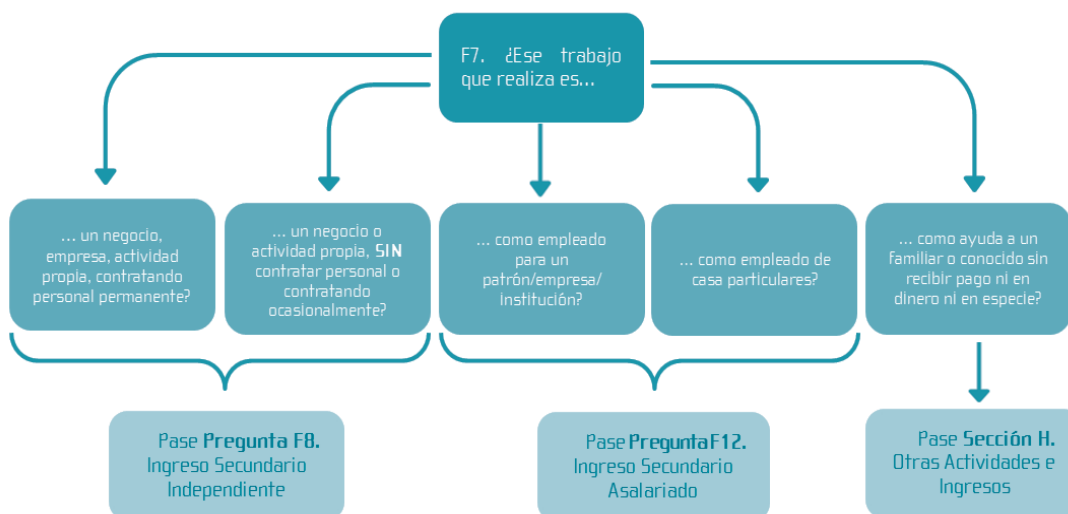 F7. ¿Ese trabajo
que realiza es...
... un negocio,
empresa, actividad
propia, contratando
personal permanente?
... un negocio o
actividad propia, SIN
contratar personal o
contratando
ocasionalmente?
... como empleado
para un
patrón/empresa/
institución?
... como empleado de
casa particulares?
... como ayuda a un
familiar o conocido sin
recibir pago ni en
dinero ni en especie?
Pase Pregunta F8.
Ingreso Secundario
Independiente
Pase Pregunta F12.
Ingreso Secundario
Asalariado
Pase Sección H.
Otras Actividades e
Ingresos